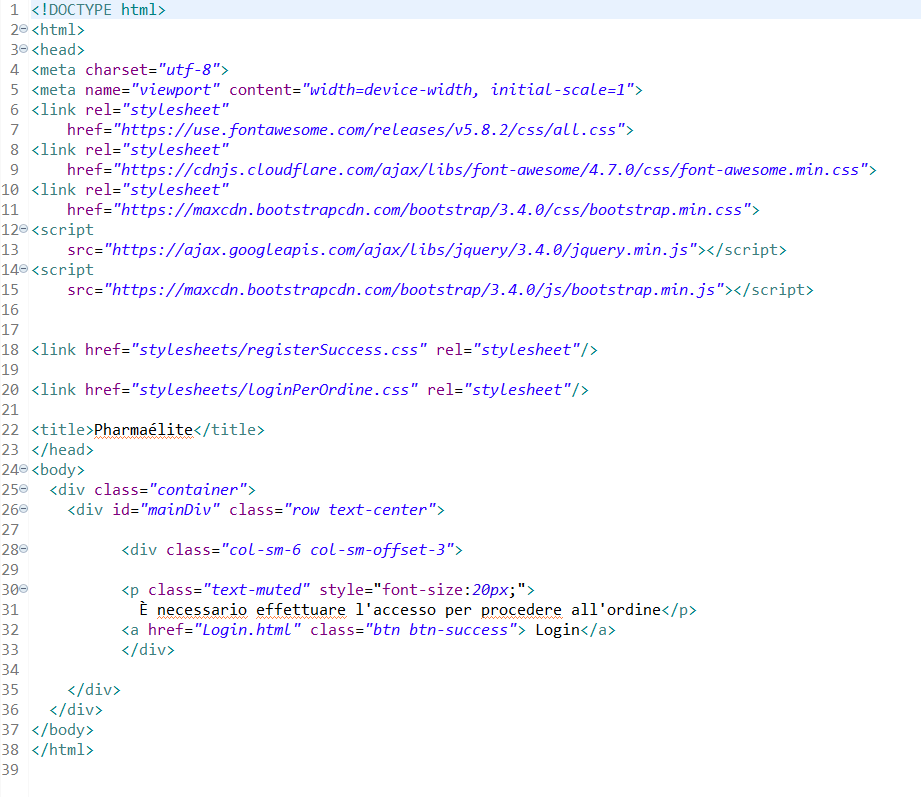 1 <!DOCTYPE html>
2 <html>
3 <head>
4 <meta charset="utf-8">
5 <meta name="viewport" content="width=device-width, initial-scale=1">
6 <link rel="stylesheet"
7 href="https://use.fontawesome.com/releases/v5.8.2/css/all.css">
8 <link rel="stylesheet"
9 href="https://cdnjs.cloudflare.com/ajax/libs/font-awesome/4.7.0/css/font-awesome.min.css">
10 <link rel="stylesheet"
11 href="https://maxcdn.bootstrapcdn.com/bootstrap/3.4.0/css/bootstrap.min.css">
12 <script
13 src="https://ajax.googleapis.com/ajax/libs/jquery/3.4.0/jquery.min.js"></script>
14 <script
15 src="https://maxcdn.bootstrapcdn.com/bootstrap/3.4.0/js/bootstrap.min.js"></script>
16
17
18 <link href="stylesheets/registerSuccess.css" rel="stylesheet"/>
19
20 <link href="stylesheets/loginPerOrdine.css" rel="stylesheet"/>
21
22 <title>Pharmaélite</title>
23 </head>
24 <body>
25 <div class="container">
26 <div id="mainDiv" class="row text-center">
27
28 <div class="col-sm-6 col-sm-offset-3">
29
30 <p class="text-muted" style="font-size:20px;">
31 È necessario effettuare l'accesso per procedere all'ordine</p>
32 <a href="Login.html" class="btn btn-success"> Login</a>
33 </div>
34
35 </div>
36 </div>
37 </body>
38 </html>
39